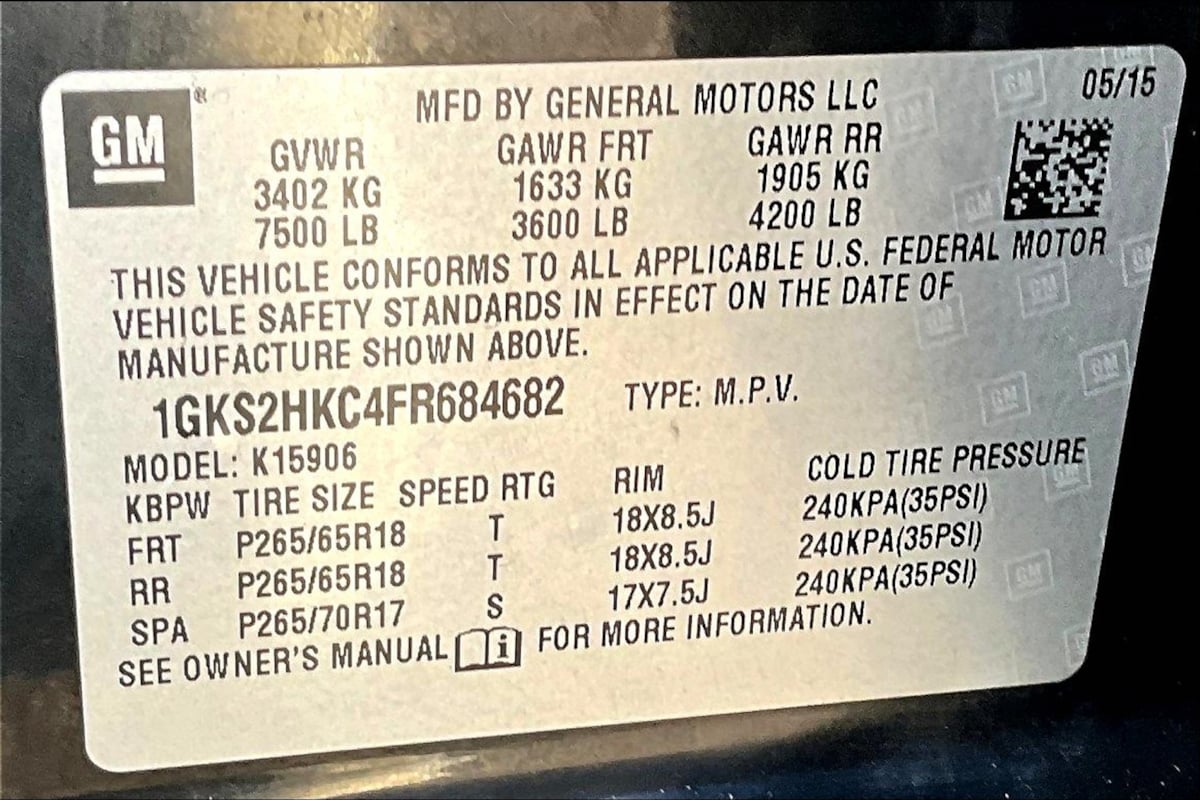 GM®
MFD BY GENERAL MOTORS LLC
05/15
GVWR GAWR FRT GAWR RR
3402 KG 1633 KG 1905 KG
7500 LB 3600 LB 4200 LB
THIS VEHICLE CONFORMS TO ALL APPLICABLE U.S. FEDERAL MOTOR
VEHICLE SAFETY STANDARDS IN EFFECT ON THE DATE OF
MANUFACTURE SHOWN ABOVE.
1GKS2HKC4FR684682 TYPE: M.P.V.
MODEL: K15906
KBPW TIRE SIZE SPEED RTG RIM COLD TIRE PRESSURE
FRT P265/65R18 T 18X8.5J 240KPA(35PSI)
RR P265/65R18 T 18X8.5J 240KPA(35PSI)
SPA P265/70R17 S 17X7.5J 240KPA(35PSI)
SEE OWNER'S MANUAL i FOR MORE INFORMATION.